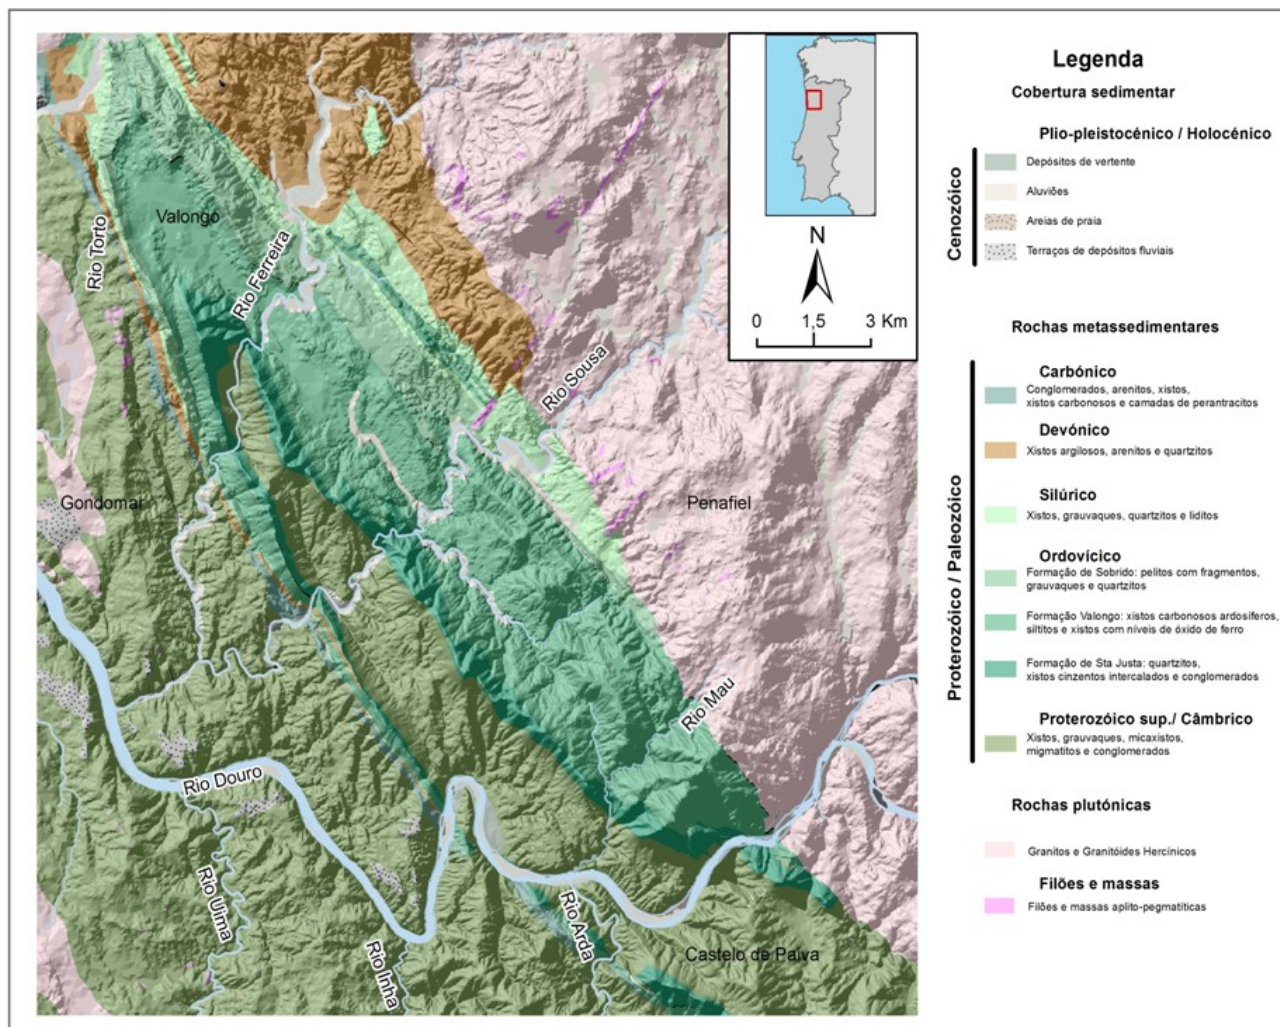 Valongo
Rio Torto
Rio Ferreira
Rio Sousa
Gondomar
Penafiel
Rio Mau
Rio Douro
Rio Uima
Rio Inha
Rio Arda
Castelo de Paiva
N
0 1,5 3 Km
Legenda
Cobertura sedimentar
Plio-pleistocénico / Holocénico
Cenozóico
Depósitos de vertente
Aluviões
Areias de praia
Terraços de depósitos fluviais
Rochas metassedimentares
Proterozóico / Paleozóico
Carbónico
Conglomerados, arenitos, xistos,
xistos carbonosos e camadas de perantracitos
Devónico
Xistos argilosos, arenitos e quartzitos
Silúrico
Xistos, grauvaques, quartzitos e liditos
Ordovícico
Formação de Sobrido: pelitos com fragmentos,
grauvaques e quartzitos
Formação Valongo: xistos carbonosos ardosíferos,
siltitos e xistos com níveis de óxido de ferro
Formação de Sta Justa: quartzitos,
xistos cinzentos intercalados e conglomerados
Proterozóico sup./ Câmbrico
Xistos, grauvaques, micaxistos,
migmatitos e conglomerados
Rochas plutónicas
Granitos e Granitóides Hercínicos
Filões e massas
Filões e massas aplito-pegmatíticas